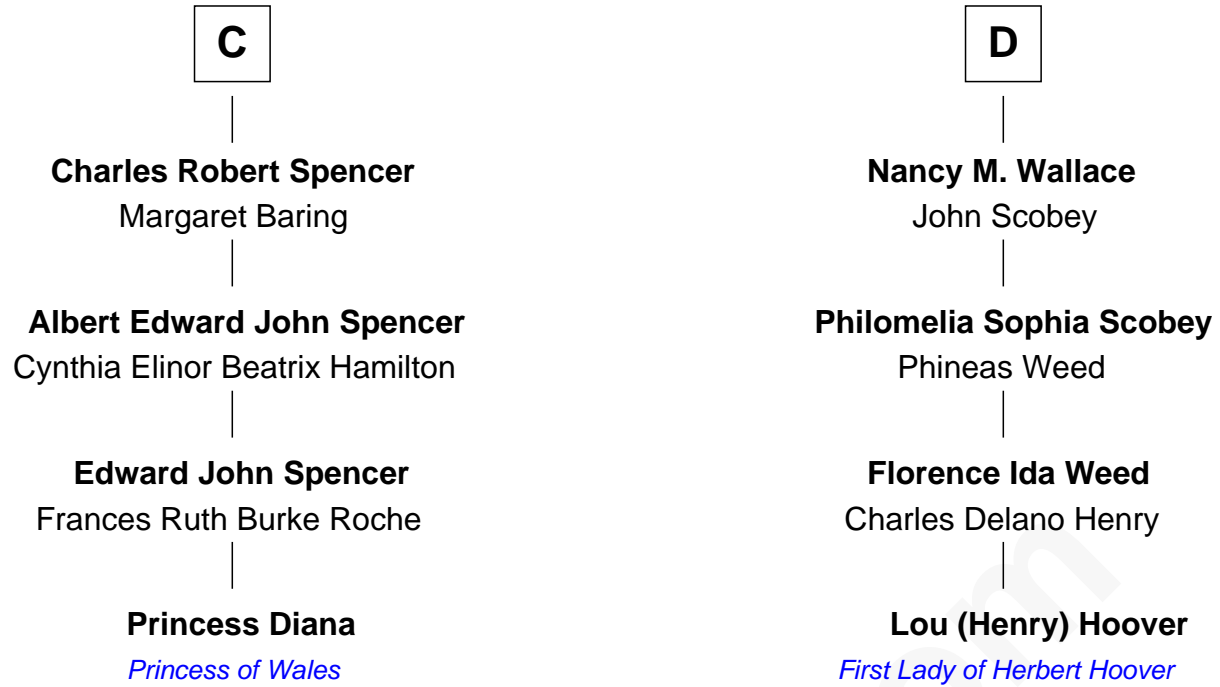 C
Charles Robert Spencer
Margaret Baring
Albert Edward John Spencer
Cynthia Elinor Beatrix Hamilton
Edward John Spencer
Frances Ruth Burke Roche
Princess Diana
Princess of Wales
D
Nancy M. Wallace
John Scobey
Philomelia Sophia Scobey
Phineas Weed
Florence Ida Weed
Charles Delano Henry
Lou (Henry) Hoover
First Lady of Herbert Hoover